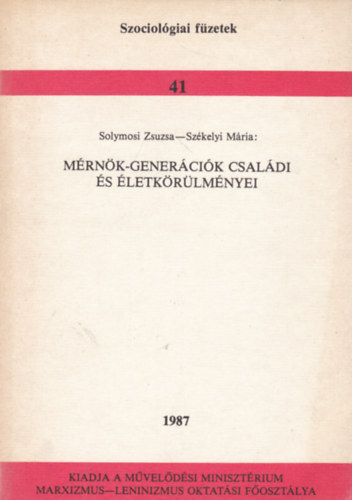 Szociológiai füzetek
41
Solymosi Zsuzsa—Székelyi Mária:
MÉRNÖK-GENERÁCIÓK CSALÁDI
ÉS ÉLETKÖRÜLMÉNYEI
1987
KIADJA A MŰVELŐDÉSI MINISZTÉRIUM
MARXIZMUS—LENINIZMUS OKTATÁSI FŐOSZTÁLYA